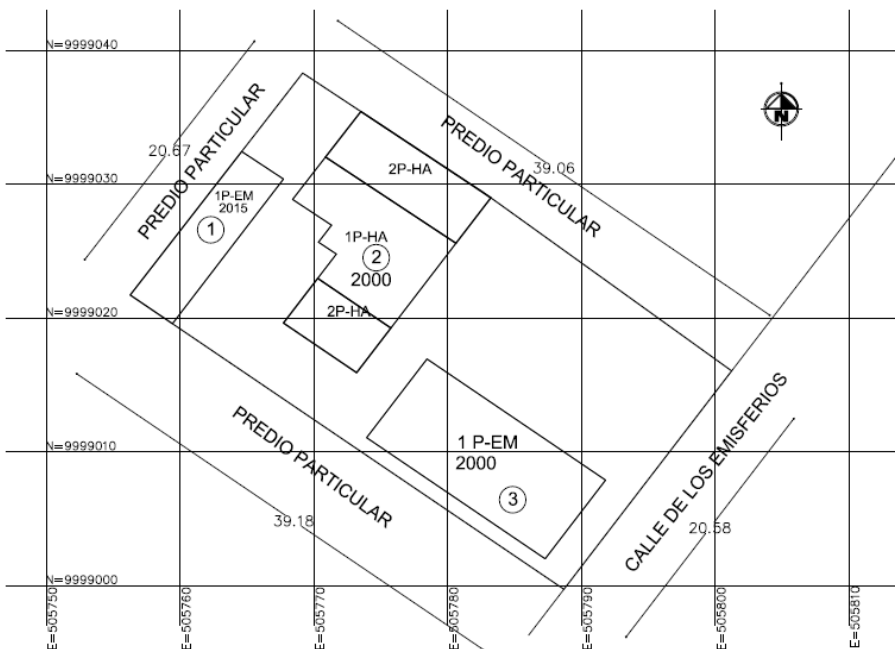 N=9999040
PREDIO PARTICULAR
20.67
PREDIO PARTICULAR
39.06
N
N=9999030
2P-HA
1P-EM
2015
1
1P-HA
2
2000
2P-HA
N=9999020
PREDIO PARTICULAR
39.18
N=9999010
1 P-EM
2000
3
CALLE DE LOS EMISFERIOS
20.58
N=9999000
E=505750
E=505760
E=505770
E=505780
E=505790
E=505800
E=505810